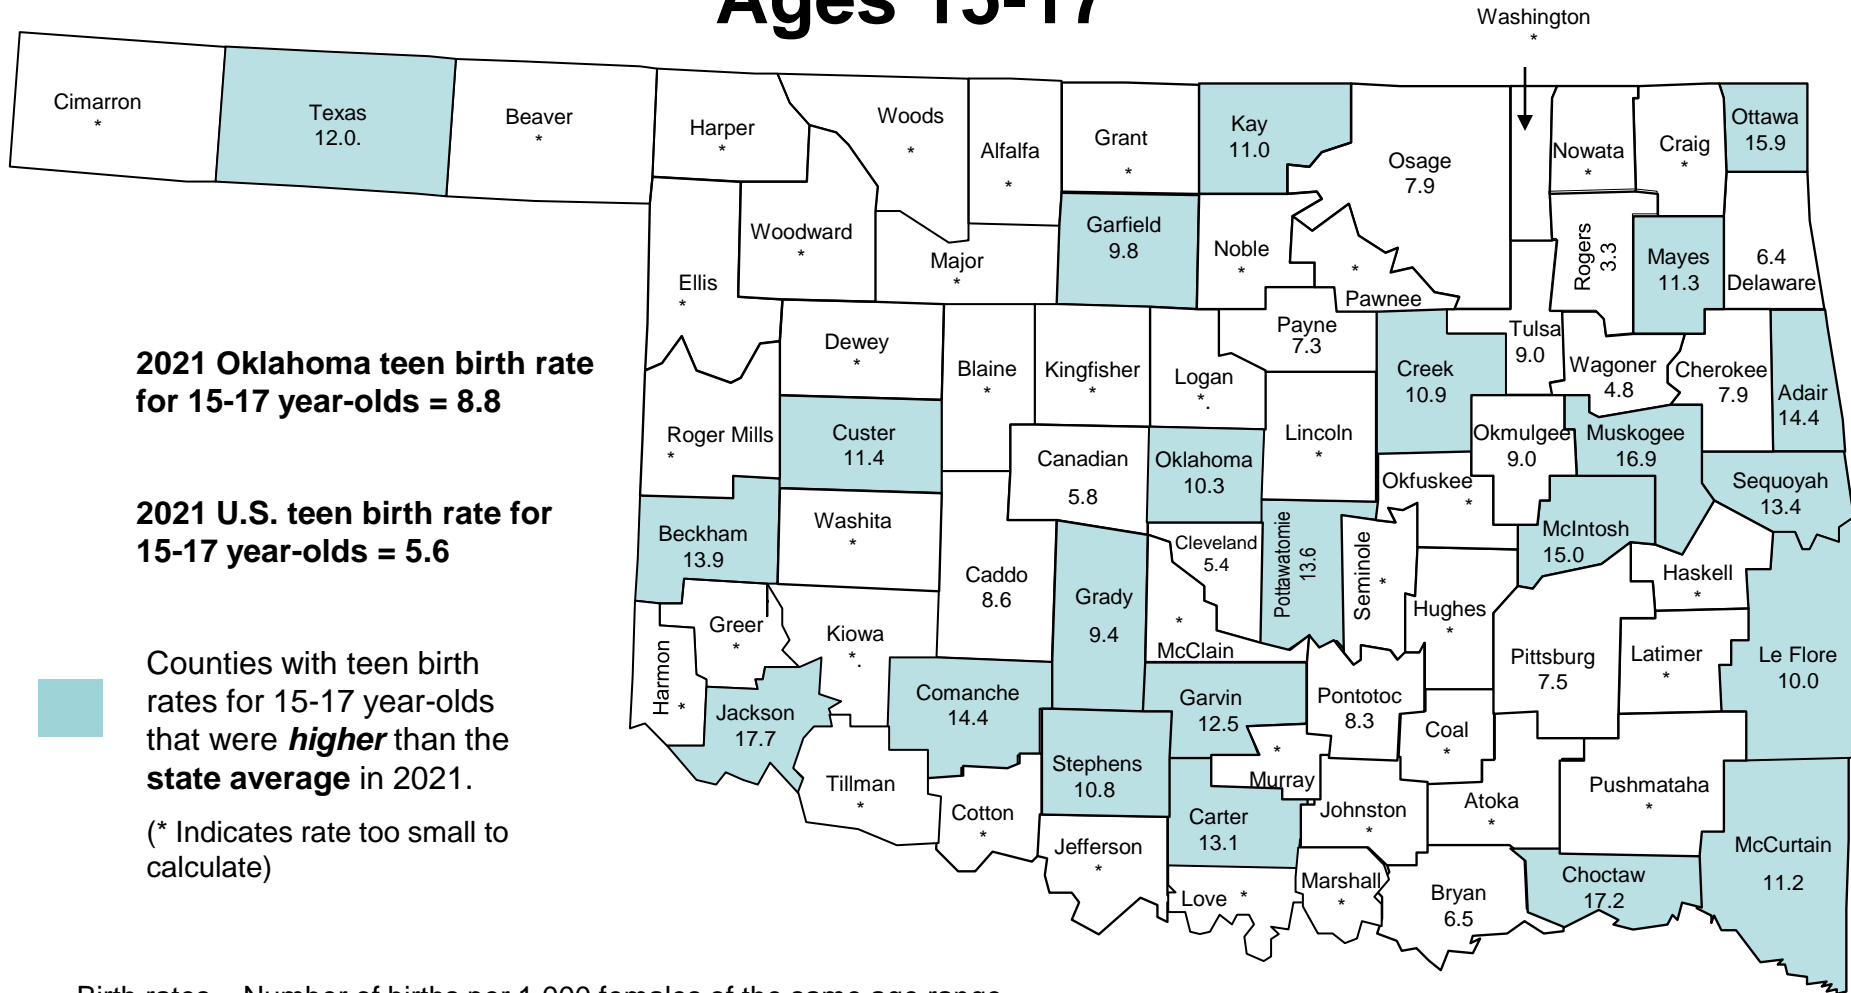 Ages 15-17
Washington
*
Cimarron
*
Texas
12.0.
Beaver
*
Harper
*
Woods
*
Alfalfa
*
Grant
*
Kay
11.0
Osage
7.9
Nowata
*
Craig
*
Ottawa
15.9
Woodward
*
Ellis
*
Major
*
Garfield
9.8
Noble
*
*
Pawnee
Rogers
3.3
Mayes
11.3
6.4
Delaware
2021 Oklahoma teen birth rate
for 15-17 year-olds = 8.8
Dewey
*
Blaine
*
Kingfisher
*
Logan
*.
Payne
7.3
Creek
10.9
Tulsa
9.0
Wagoner
4.8
Cherokee
7.9
Adair
14.4
Roger Mills
*
Custer
11.4
Canadian
5.8
Oklahoma
10.3
Lincoln
*
Okmulgee
9.0
Muskogee
16.9
Okfuskee
*
Sequoyah
13.4
2021 U.S. teen birth rate for
15-17 year-olds = 5.6
Beckham
13.9
Washita
*
Caddo
8.6
Grady
9.4
Cleveland
5.4
Pottawatomie
13.6
Seminole
*
McIntosh
15.0
Haskell
*
Hughes
*
*
McClain
Greer
*
Kiowa
*.
Harmon
*
Pittsburg
7.5
Latimer
*
Le Flore
10.0
Counties with teen birth
rates for 15-17 year-olds
that were higher than the
state average in 2021.
(* Indicates rate too small to
calculate)
Jackson
17.7
Comanche
14.4
Garvin
12.5
Pontotoc
8.3
Coal
*
Tillman
*
Stephens
10.8
*
Murray
Cotton
*
Carter
13.1
Johnston
*
Atoka
*
Pushmataha
*
McCurtain
11.2
Jefferson
*
Love *
Marshall
*
Bryan
6.5
Choctaw
17.2